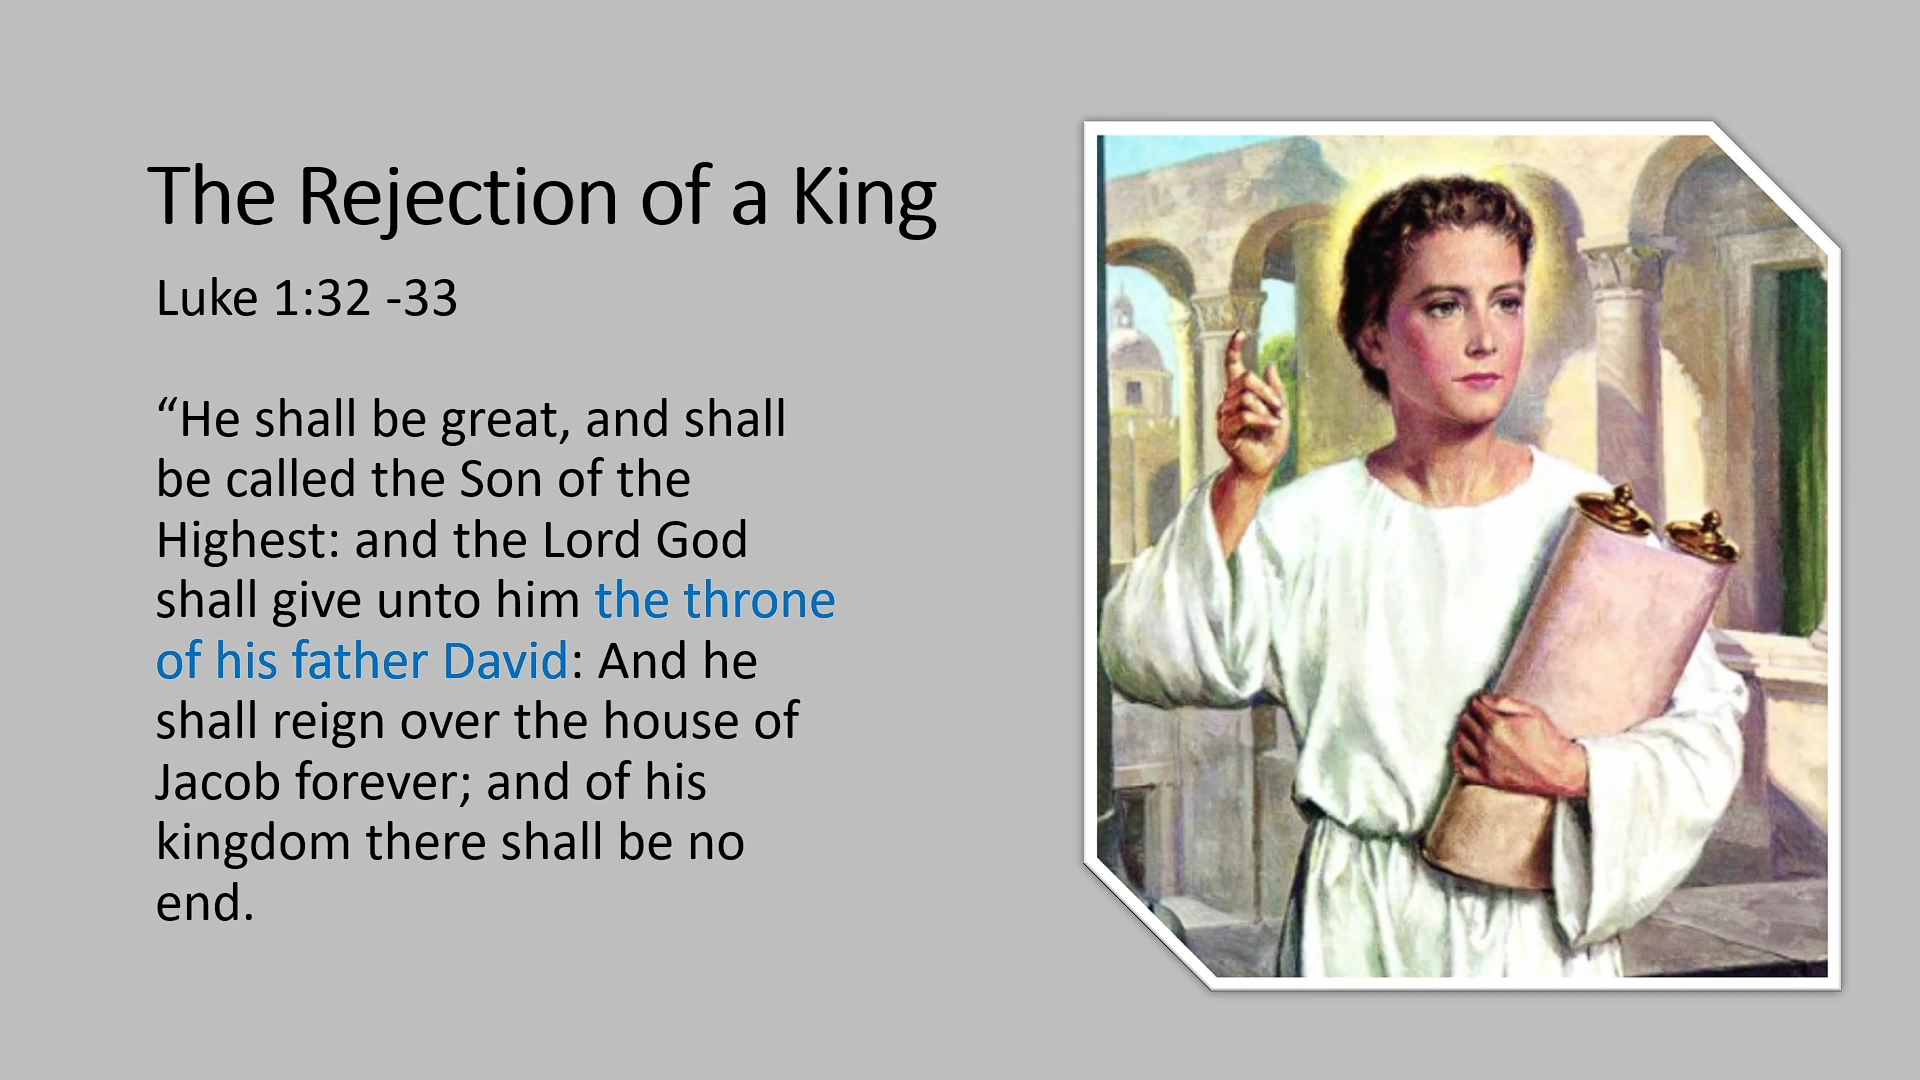 The Rejection of a King
Luke 1:32 -33
“He shall be great, and shall
be called the Son of the
Highest: and the Lord God
shall give unto him the throne
of his father David: And he
shall reign over the house of
Jacob forever; and of his
kingdom there shall be no
end.